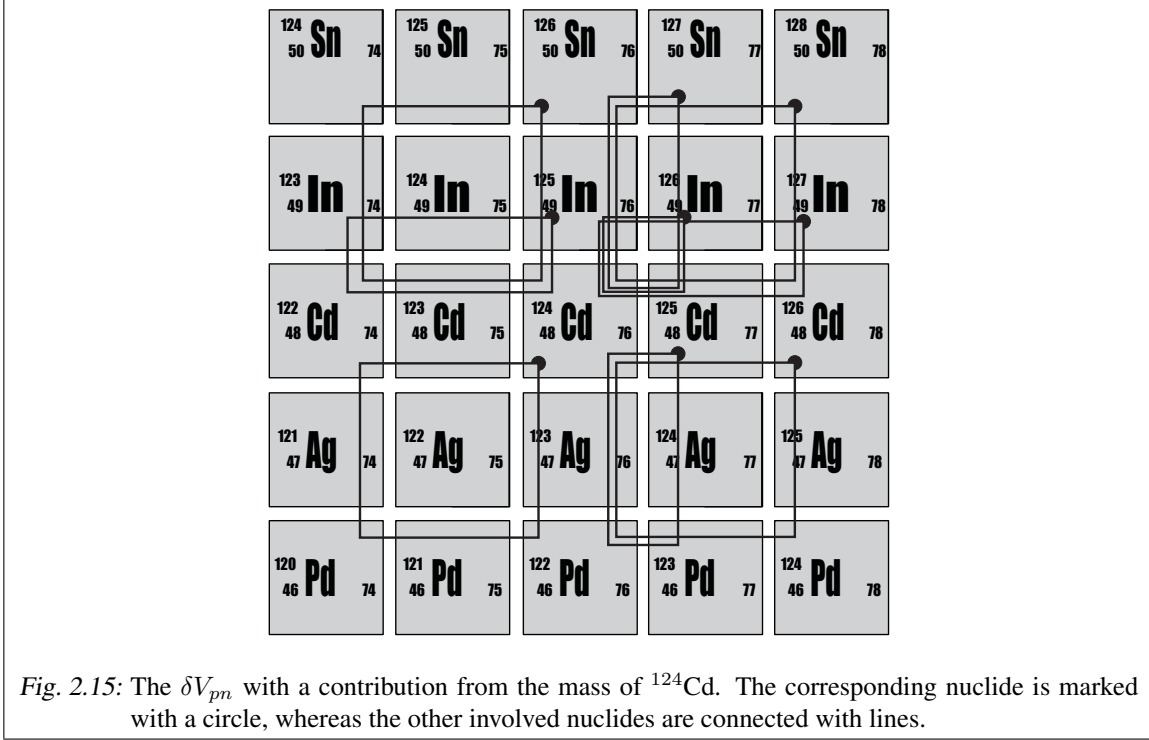 124 50 Sn 74 125 50 Sn 75 126 50 Sn 76 127 50 Sn 77 128 50 Sn 78
123 49 In 74 124 49 In 75 125 49 In 76 126 49 In 77 127 49 In 78
122 48 Cd 74 123 48 Cd 75 124 48 Cd 76 125 48 Cd 77 126 48 Cd 78
121 47 Ag 74 122 47 Ag 75 123 47 Ag 76 124 47 Ag 77 125 47 Ag 78
120 46 Pd 74 121 46 Pd 75 122 46 Pd 76 123 46 Pd 77 124 46 Pd 78
Fig. 2.15: The δVₚₙ with a contribution from the mass of ¹²⁴Cd. The corresponding nuclide is marked
with a circle, whereas the other involved nuclides are connected with lines.